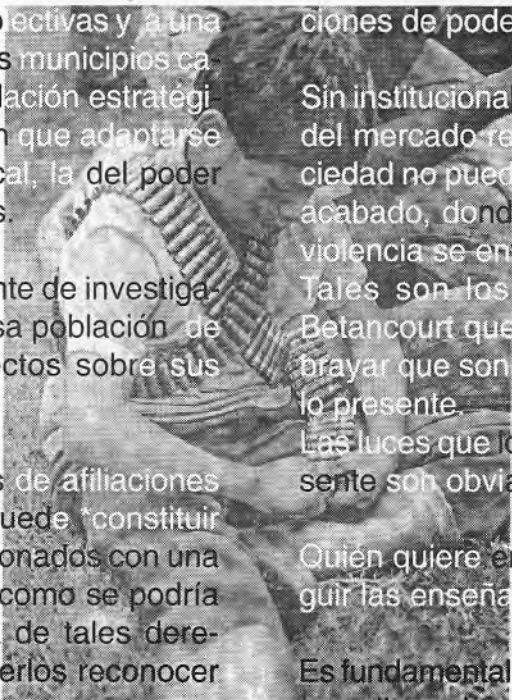 ectivas y a una
s municipios ca-
lación estratégi-
n que adaptarse
cal, la del poder
s.
nte de investiga-
sa población de
ectos sobre sus
s de afiliaciones
uede *constituir
onados con una
como se podría
de tales dere-
erlos reconocer
ciones de pode
Sin institucional
del mercado re
ciedad no pued
acabado, dond
violencia se en
Tales son los
Betancourt que
brayar que son
lo presente.
Las luces que lo
sente son obvia
Quién quiere en
guir las enseña
Es fundamental